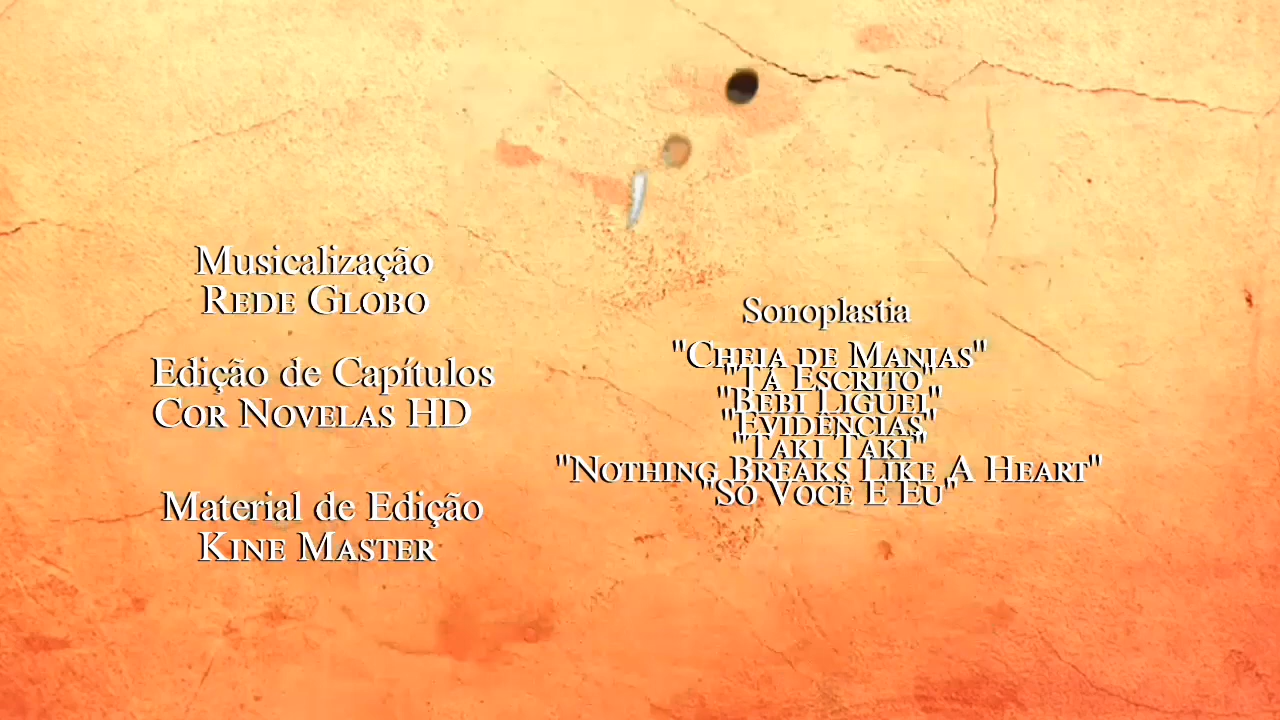 Musicalização
REDE GLOBO
Edição de Capítulos
COR NOVELAS HD
Material de Edição
KINE MASTER
Sonoplastia
"CHEIA DE MANIAS"
"TÁ ESCRITO"
"BEBI LIGUEI"
"EVIDÊNCIAS"
"TAKI TAKI"
"NOTHING BREAKS LIKE A HEART"
"SÓ VOCÊ E EU"